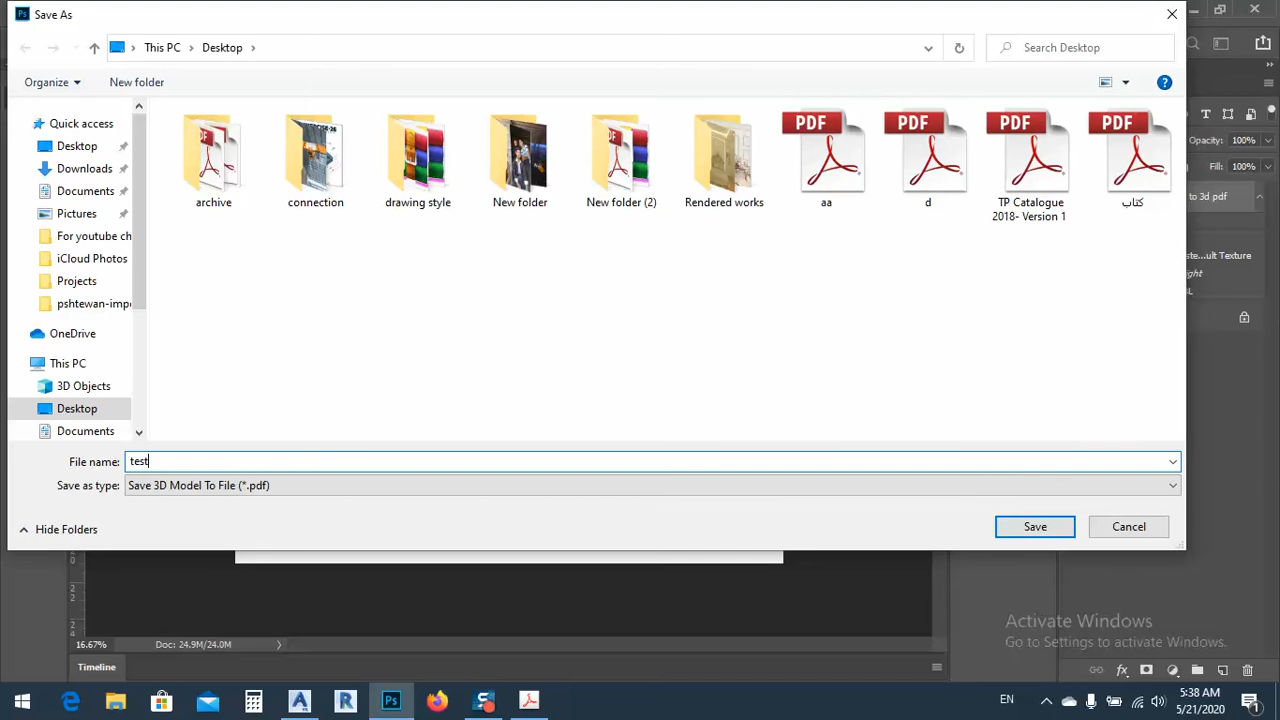 Save As
This PC
Desktop
Search Desktop
Organize
New folder
Opacity: 100%
Fill: 100%
to 3d pdf
ste...ult Texture
ight
L
Quick access
Desktop
Downloads
Documents
Pictures
For youtube ch
iCloud Photos
Projects
pshtewan-impe
OneDrive
This PC
3D Objects
Desktop
Documents
PDF
PDF
PDF
PDF
archive
connection
drawing style
New folder
New folder (2)
Rendered works
aa
d
TP Catalogue
2018- Version 1
كتاب
File name:
test
Save as type:
Save 3D Model To File (*.pdf)
Hide Folders
Save
Cancel
16.67%
Doc: 24.9M/24.0M
Timeline
Activate Windows
Go to Settings to activate Windows.
EN
5:38 AM
5/21/2020